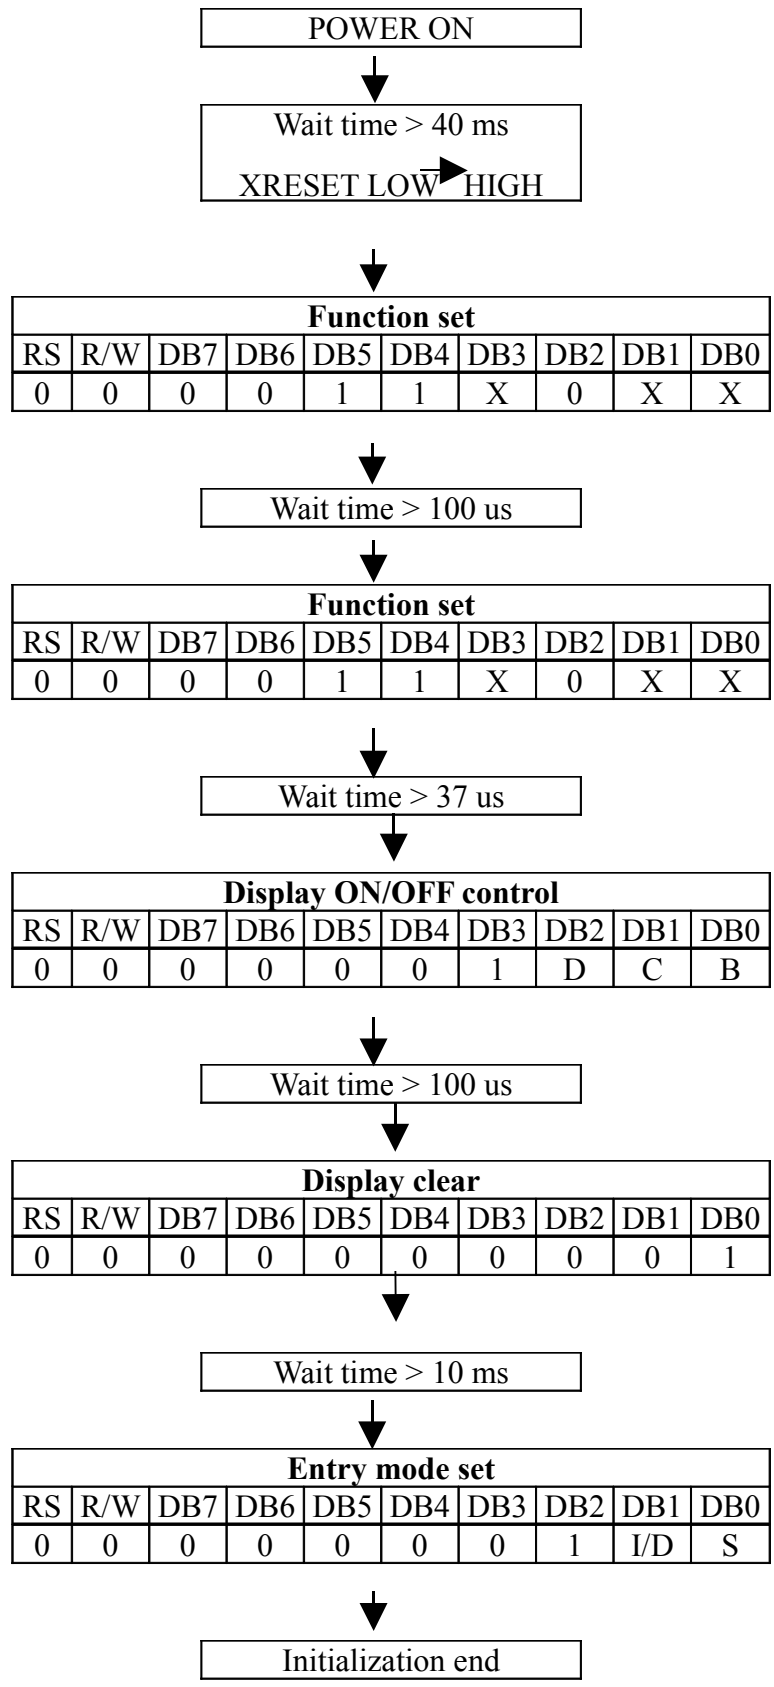 POWER ON
Wait time > 40 ms
XRESET LOW HIGH
Function set
RS R/W DB7 DB6 DB5 DB4 DB3 DB2 DB1 DB0
0 0 0 0 1 1 X 0 X X
Wait time > 100 us
Function set
RS R/W DB7 DB6 DB5 DB4 DB3 DB2 DB1 DB0
0 0 0 0 1 1 X 0 X X
Wait time > 37 us
Display ON/OFF control
RS R/W DB7 DB6 DB5 DB4 DB3 DB2 DB1 DB0
0 0 0 0 0 0 1 D C B
Wait time > 100 us
Display clear
RS R/W DB7 DB6 DB5 DB4 DB3 DB2 DB1 DB0
0 0 0 0 0 0 0 0 0 1
Wait time > 10 ms
Entry mode set
RS R/W DB7 DB6 DB5 DB4 DB3 DB2 DB1 DB0
0 0 0 0 0 0 0 1 I/D S
Initialization end